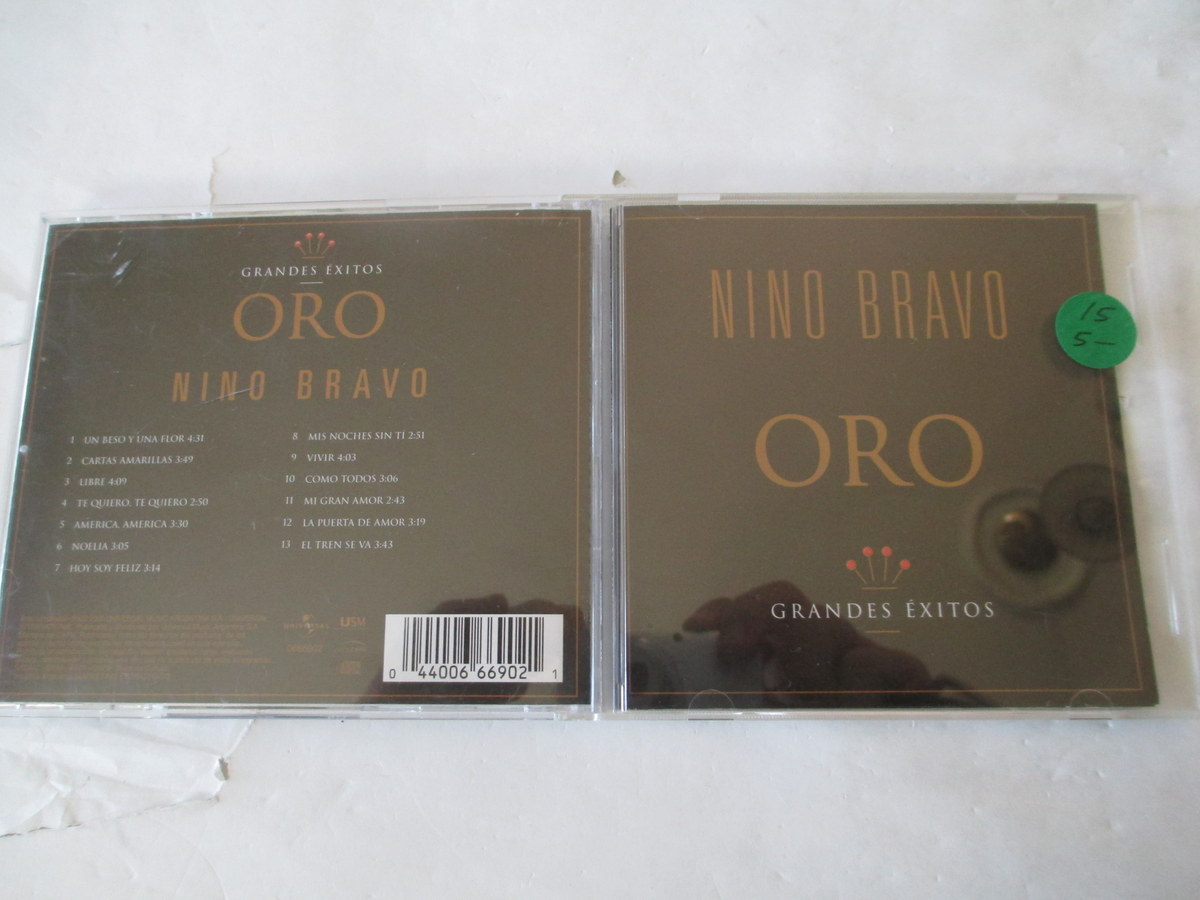 GRANDES ÉXITOS
ORO
NINO BRAVO
1 UN BESO Y UNA FLOR 4:31
2 CARTAS AMARILLAS 3:49
3 LIBRE 4:09
4 TE QUIERO, TE QUIERO 2:50
5 AMERICA, AMERICA 3:30
6 NOELIA 3:05
7 HOY SOY FELIZ 3:14
8 MIS NOCHES SIN TÍ 2:51
9 VIVIR 4:03
10 COMO TODOS 3:06
11 MI GRAN AMOR 2:43
12 LA PUERTA DE AMOR 3:19
13 EL TREN SE VA 3:43
USM
0 44006 66902 1
NINO BRAVO
ORO
GRANDES ÉXITOS
15
5—